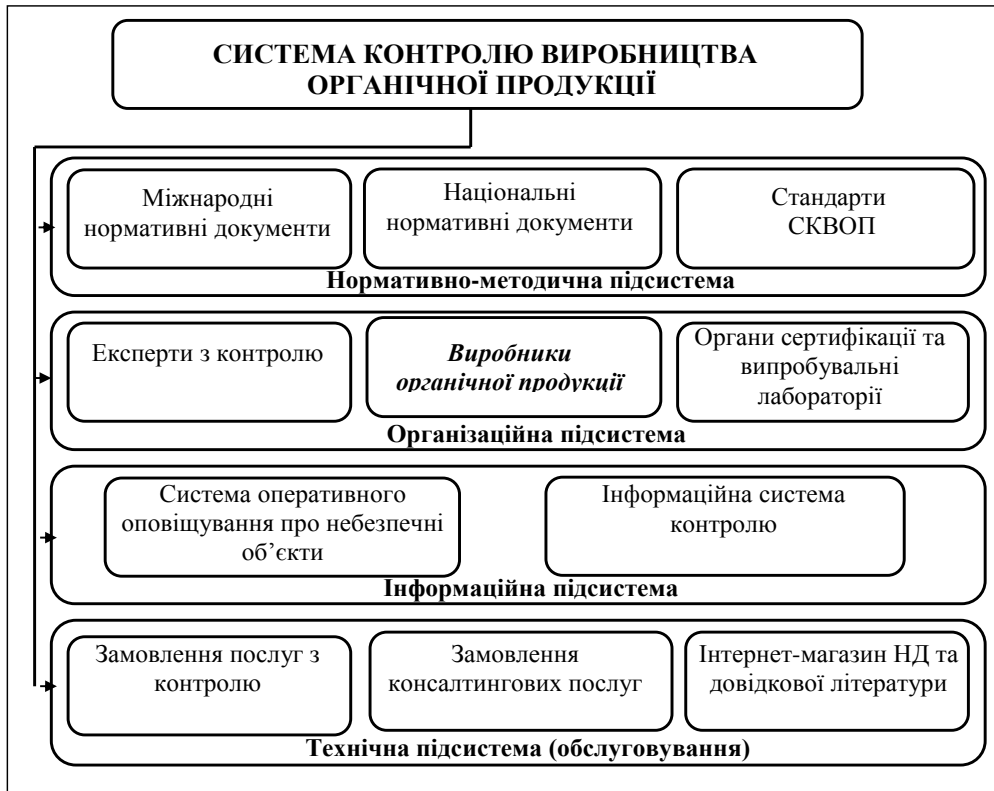 СИСТЕМА КОНТРОЛЮ ВИРОБНИЦТВА
ОРГАНІЧНОЇ ПРОДУКЦІЇ
Міжнародні
нормативні документи
Національні
нормативні документи
Стандарти
СКВОП
Нормативно-методична підсистема
Експерти з контролю
Виробники
органічної продукції
Органи сертифікації та
випробувальні
лабораторії
Організаційна підсистема
Система оперативного
оповіщування про небезпечні
об’єкти
Інформаційна система
контролю
Інформаційна підсистема
Замовлення послуг з
контролю
Замовлення
консалтингових послуг
Інтернет-магазин НД та
довідкової літератури
Технічна підсистема (обслуговування)